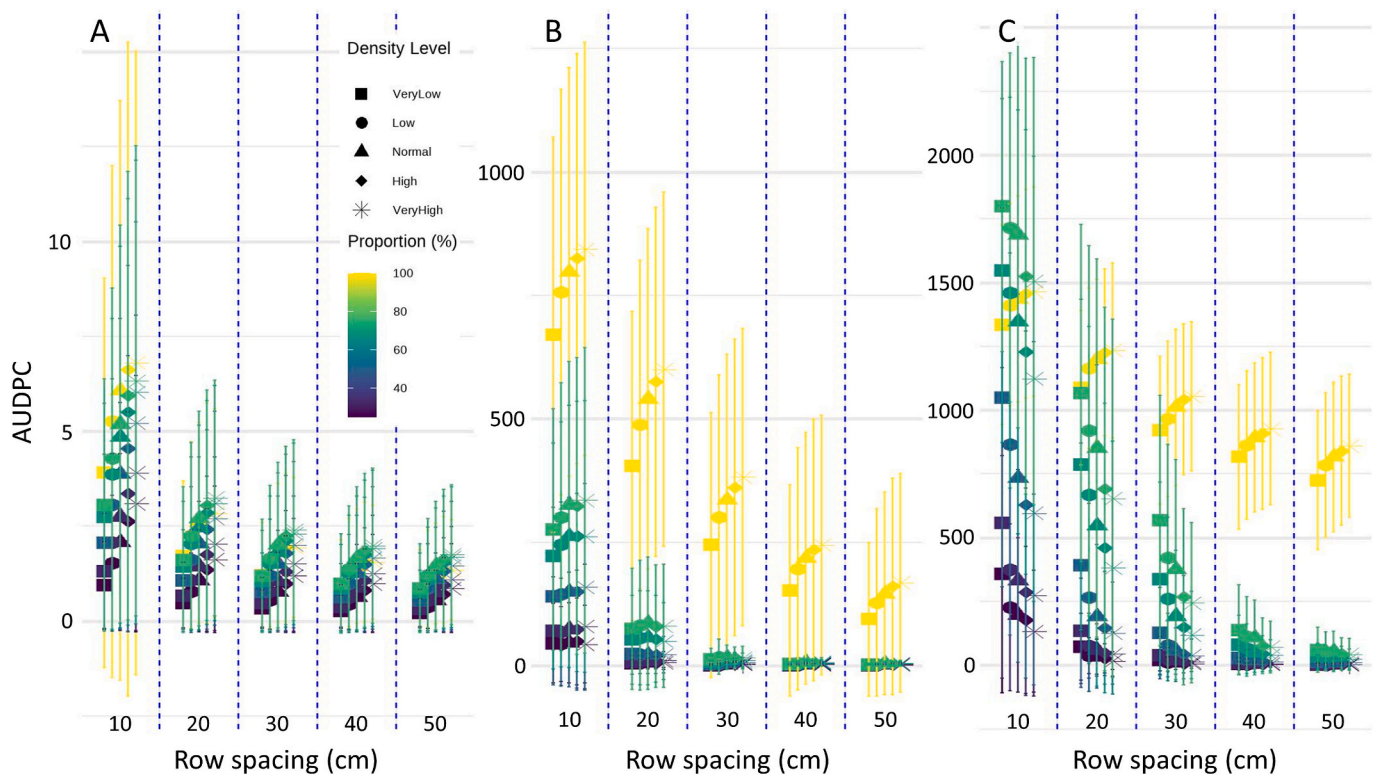 A
B
C
Density Level
VeryLow
Low
Normal
High
VeryHigh
Proportion (%)
100
80
60
40
AUDPC
10
5
0
10 20 30 40 50
Row spacing (cm)
1000
500
0
10 20 30 40 50
Row spacing (cm)
2000
1500
1000
500
0
10 20 30 40 50
Row spacing (cm)